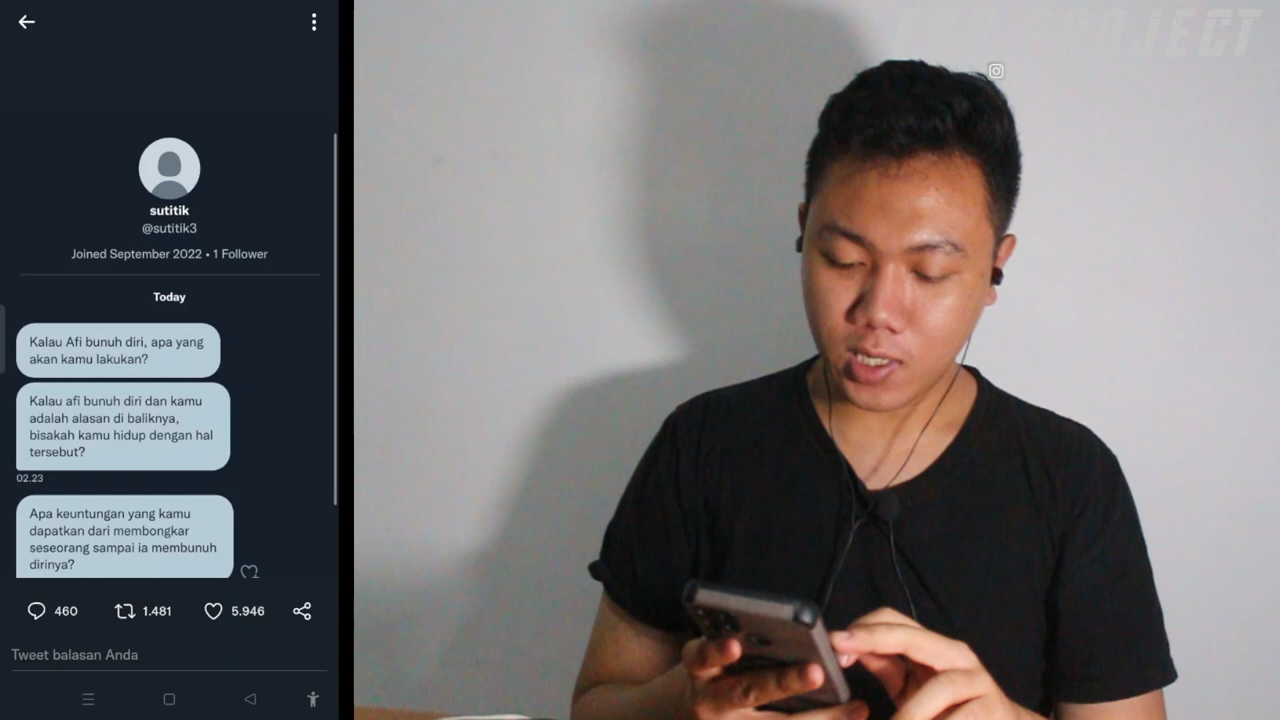 PROJECT
sutitik
@sutitik3
Joined September 2022 • 1 Follower
Today
Kalau Afi bunuh diri, apa yang
akan kamu lakukan?
Kalau afi bunuh diri dan kamu
adalah alasan di baliknya,
bisakah kamu hidup dengan hal
tersebut?
02.23
Apa keuntungan yang kamu
dapatkan dari membongkar
seseorang sampai ia membunuh
dirinya?
460
1.481
5.946
Tweet balasan Anda